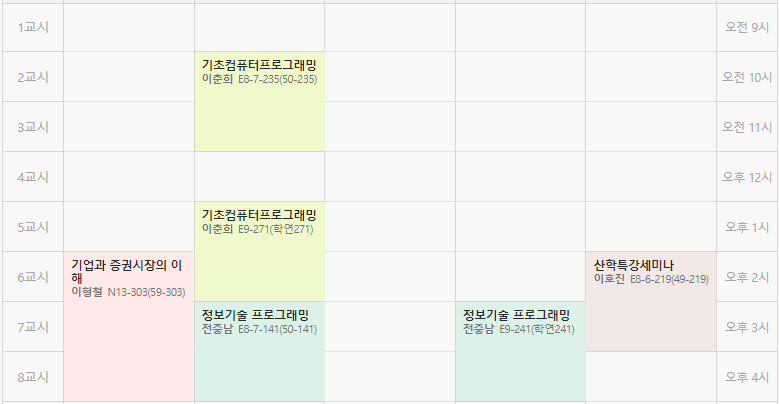 1교시
오전 9시
2교시
기초컴퓨터프로그래밍
이춘희 E8-7-235(50-235)
오전 10시
3교시
오전 11시
4교시
오후 12시
5교시
기초컴퓨터프로그래밍
이춘희 E9-271(학연271)
오후 1시
6교시
기업과 증권시장의 이
해
이형철 N13-303(59-303)
산학특강세미나
이호진 E8-6-219(49-219)
오후 2시
7교시
정보기술 프로그래밍
전중남 E8-7-141(50-141)
정보기술 프로그래밍
전중남 E9-241(학연241)
오후 3시
8교시
오후 4시